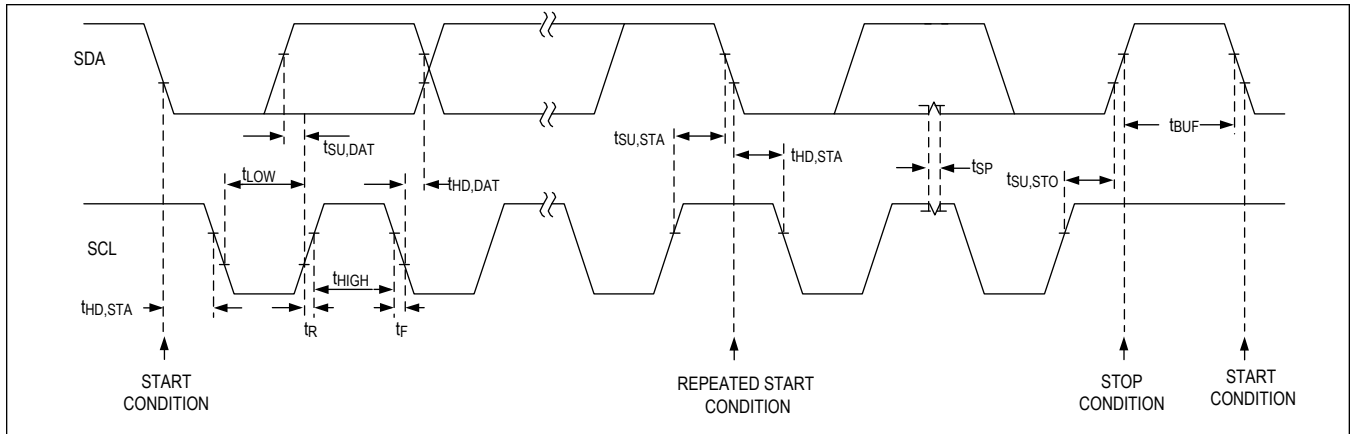 SDA
tSU,DAT
tLOW
tHD,DAT
tSU,STA
tHD,STA
tSP
tBUF
tSU,STO
SCL
tHIGH
tHD,STA
tR
tF
START
CONDITION
REPEATED START
CONDITION
STOP
CONDITION
START
CONDITION